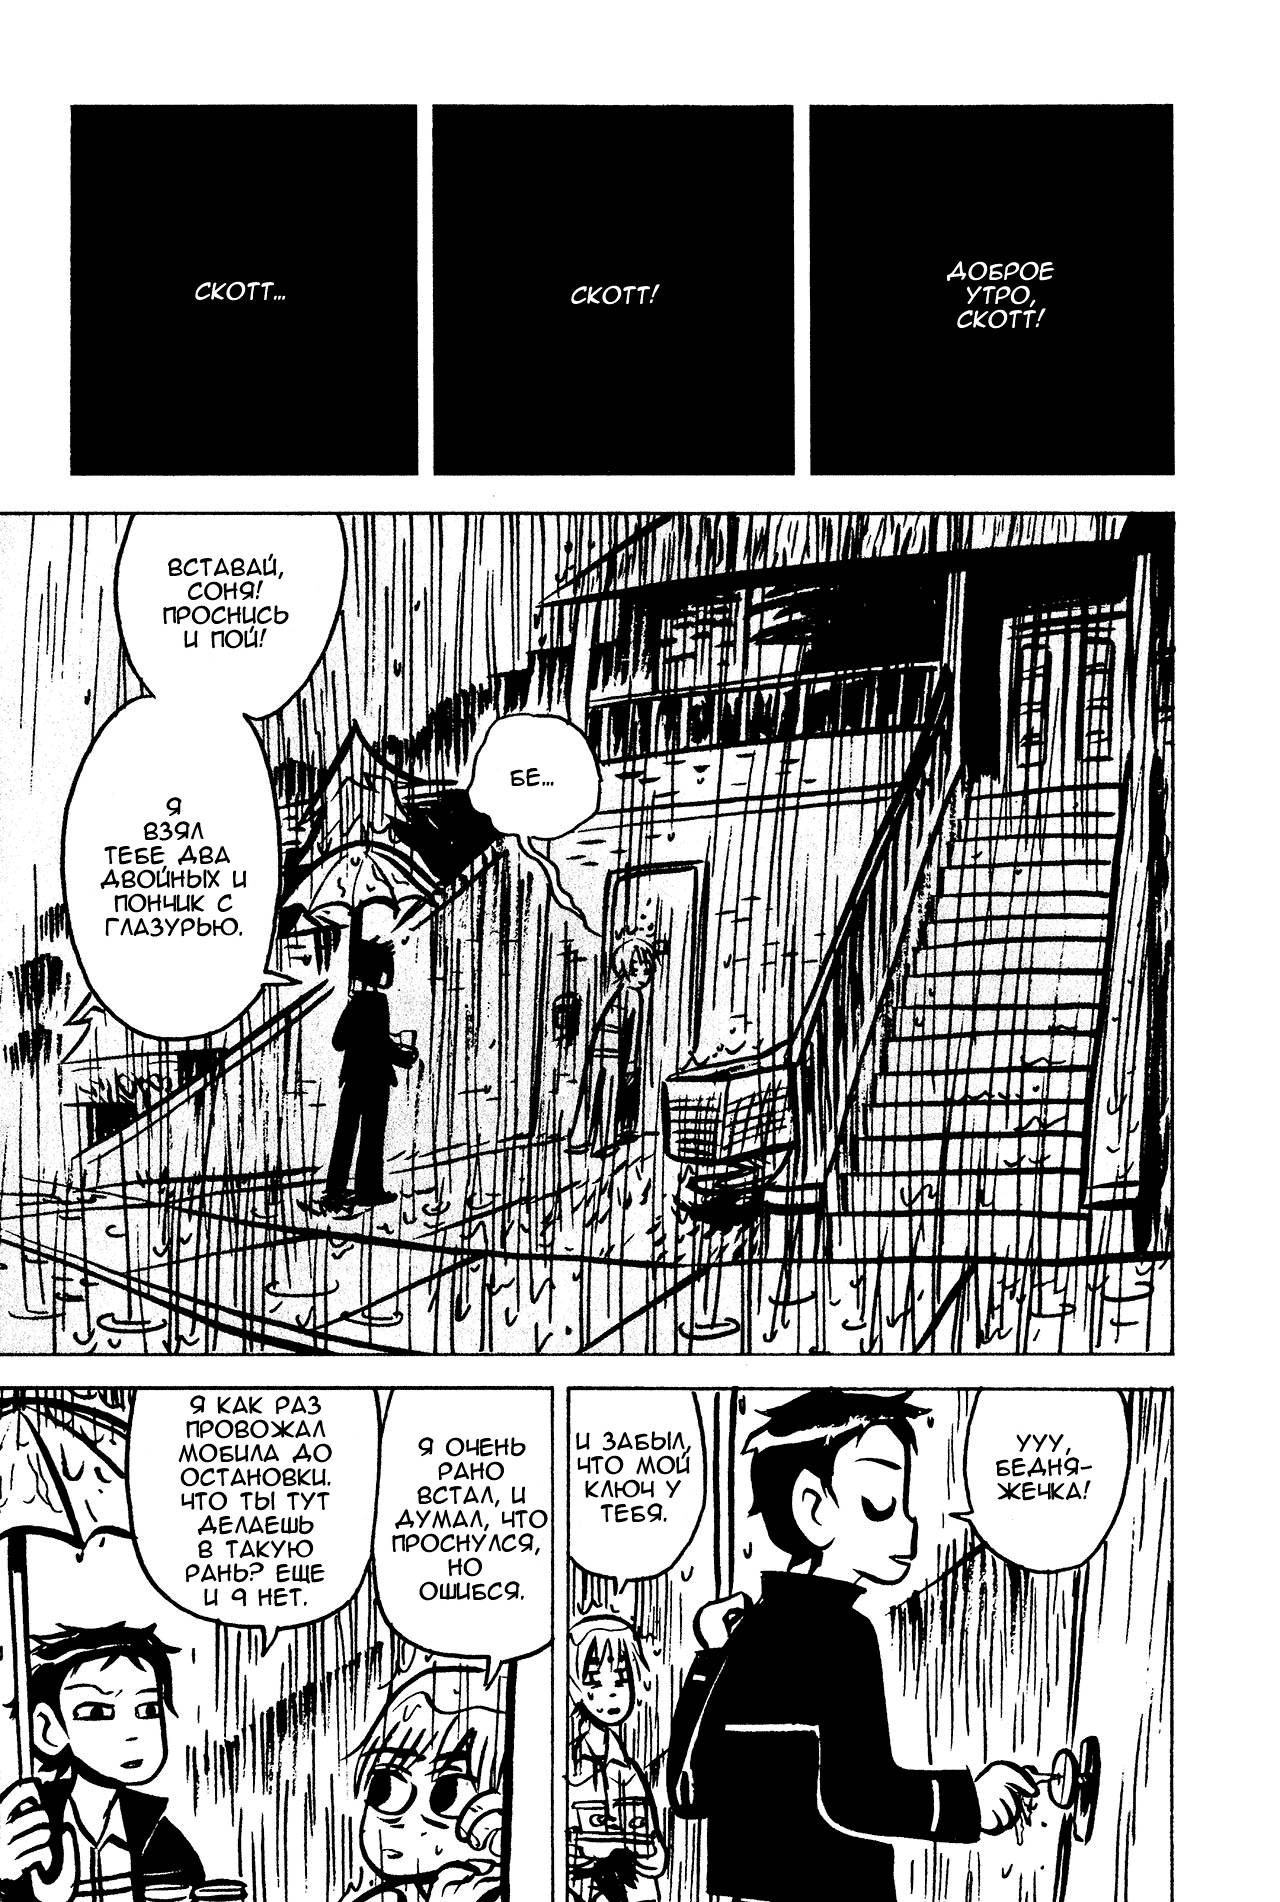 СКОТТ...
СКОТТ!
ДОБРОЕ
УТРО,
СКОТТ!
ВСТАВАЙ,
СОНЯ!
ПРОСНИСЬ
И ПОЙ!
Я
ВЗЯЛ
ТЕБЕ ДВА
ДВОЙНЫХ И
ПОНЧИК С
ГЛАЗУРЬЮ.
БЕ...
Я КАК РАЗ
ПРОВОЖАЛ
МОБИЛА ДО
ОСТАНОВКИ.
ЧТО ТЫ ТУТ
ДЕЛАЕШЬ
В ТАКУЮ
РАНЬ? ЕЩЕ
И 9 НЕТ.
Я ОЧЕНЬ
РАНО
ВСТАЛ, И
ДУМАЛ, ЧТО
ПРОСНУЛСЯ,
НО
ОШИБСЯ.
И ЗАБЫЛ,
ЧТО МОЙ
КЛЮЧ У
ТЕБЯ.
УУУ,
БЕДНЯ-
ЖЕЧКА!